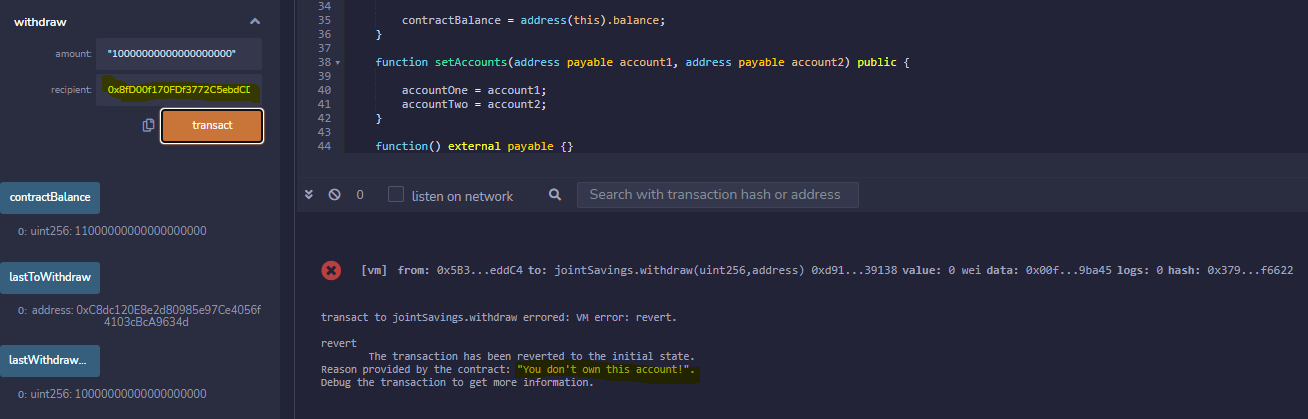 withdraw
amount: "10000000000000000000"
recipient: 0x8fD00f170FDf3772C5ebdCD
transact
contractBalance
0: uint256: 11000000000000000000
lastToWithdraw
0: address: 0xC8dc120E8e2d80985e97Ce4056f
4103cBcA9634d
lastWithdraw...
0: uint256: 10000000000000000000
34
35 contractBalance = address(this).balance;
36 }
37
38 function setAccounts(address payable account1, address payable account2) public {
39
40 accountOne = account1;
41 accountTwo = account2;
42 }
43
44 function() external payable {}
0 listen on network Search with transaction hash or address
[vm] from: 0x5B3...eddC4 to: jointSavings.withdraw(uint256,address) 0xd91...39138 value: 0 wei data: 0x00f...9ba45 logs: 0 hash: 0x379...f6622
transact to jointSavings.withdraw errored: VM error: revert.
revert
The transaction has been reverted to the initial state.
Reason provided by the contract: "You don't own this account!".
Debug the transaction to get more information.